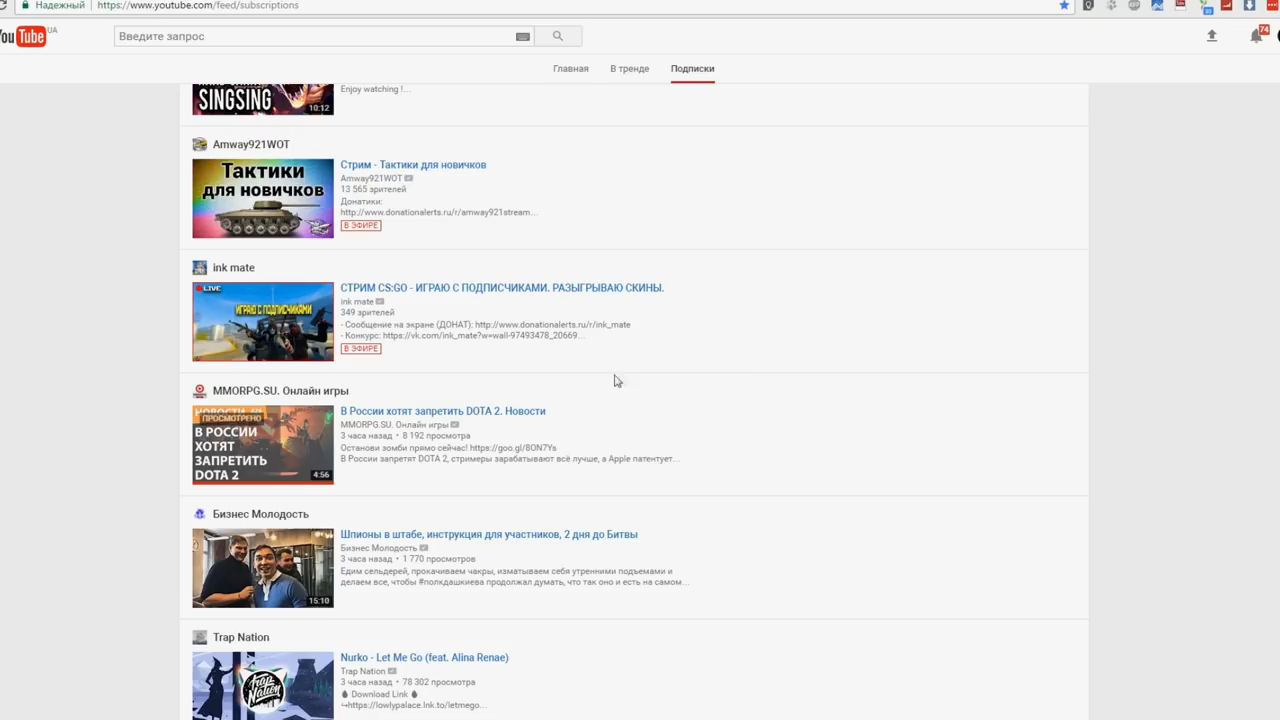 Надежный
https://www.youtube.com/feed/subscriptions
You Tube UA
Введите запрос
74
Главная
В тренде
Подписки
SINGSING
10:12
Enjoy watching !...
Amway921WOT
Тактики
для новичков
Стрим - Тактики для новичков
Amway921WOT
13 565 зрителей
Донатики:
http://www.donationalerts.ru/r/amway921stream...
В ЭФИРЕ
ink mate
LIVE
ИГРАЮ С ПОДПИСЧИКАМИ
СТРИМ CS:GO - ИГРАЮ С ПОДПИСЧИКАМИ. РАЗЫГРЫВАЮ СКИНЫ.
ink mate
349 зрителей
- Сообщение на экране (ДОНАТ): http://www.donationalerts.ru/r/ink_mate
- Конкурс: https://vk.com/ink_mate?w=wall-97493478_20669...
В ЭФИРЕ
MMORPG.SU. Онлайн игры
НОВОСТИ
ПРОСМОТРЕНО
В РОССИИ
ХОТЯТ
ЗАПРЕТИТЬ
DOTA 2
4:56
В России хотят запретить DOTA 2. Новости
MMORPG.SU. Онлайн игры
3 часа назад • 8 192 просмотра
Останови зомби прямо сейчас! https://goo.gl/8ON7Ys
В России запретят DOTA 2, стримеры зарабатывают всё лучше, а Apple патентует...
Бизнес Молодость
15:10
Шпионы в штабе, инструкция для участников, 2 дня до Битвы
Бизнес Молодость
3 часа назад • 1 770 просмотров
Едим сельдерей, прокачиваем чакры, изматываем себя утренними подъемами и
делаем все, чтобы #полкдашкиева продолжал думать, что так оно и есть на самом...
Trap Nation
Trap Nation
Nurko - Let Me Go (feat. Alina Renae)
Trap Nation
3 часа назад • 78 302 просмотра
Download Link
↪https://lowlypalace.lnk.to/letmego...